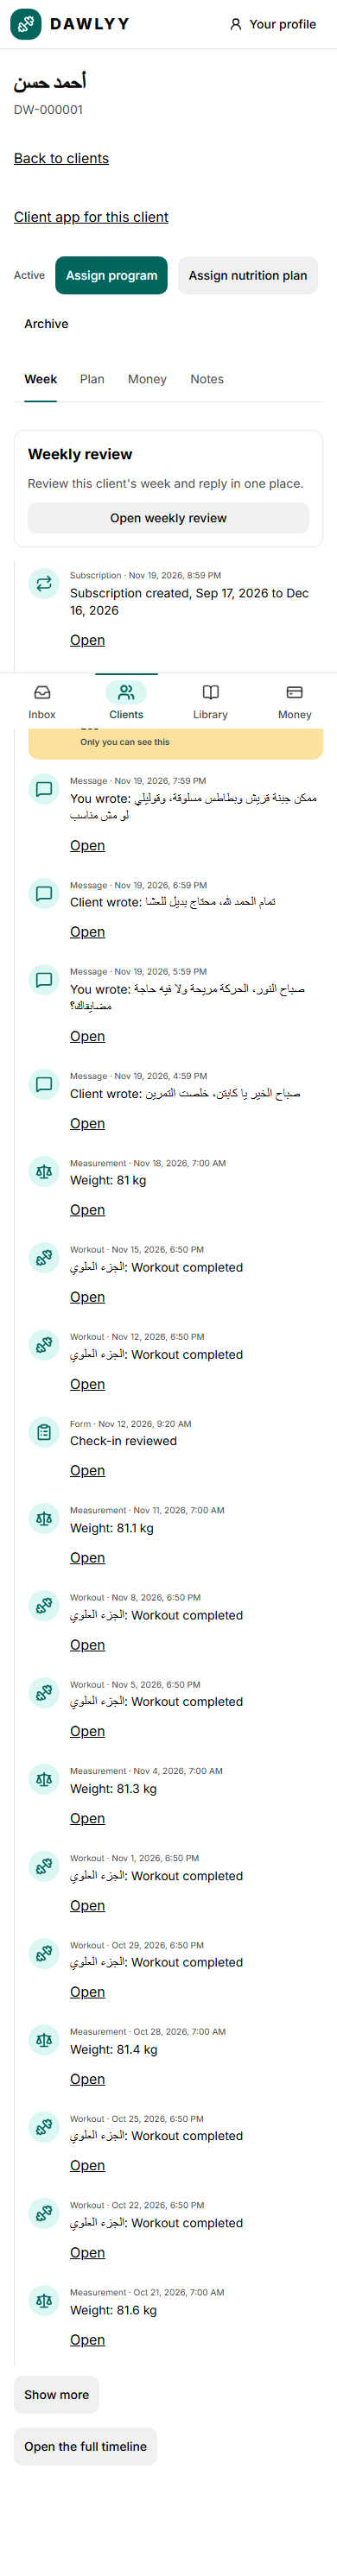 DAWLYY
Your profile
أحمد حسن
DW-000001
Back to clients
Client app for this client
Active
Assign program
Assign nutrition plan
Archive
Week
Plan
Money
Notes
Weekly review
Review this client's week and reply in one place.
Open weekly review
Subscription · Nov 19, 2026, 8:59 PM
Subscription created, Sep 17, 2026 to Dec
16, 2026
Open
Inbox
Clients
Library
Money
Only you can see this
Message · Nov 19, 2026, 7:59 PM
You wrote: ممكن جبنة قريش وبطاطس مسلوقة، وقوليلي
لو مش مناسب
Open
Message · Nov 19, 2026, 6:59 PM
Client wrote: تمام الحمد لله، محتاج بديل للعشا
Open
Message · Nov 19, 2026, 5:59 PM
You wrote: صباح النور، الحركة مريحة ولا فيه حاجة
مضايقاك؟
Open
Message · Nov 19, 2026, 4:59 PM
Client wrote: صباح الخير يا كابتن، خلصت التمرين
Open
Measurement · Nov 18, 2026, 7:00 AM
Weight: 81 kg
Open
Workout · Nov 15, 2026, 6:50 PM
الجزء العلوي: Workout completed
Open
Workout · Nov 12, 2026, 6:50 PM
الجزء العلوي: Workout completed
Open
Form · Nov 12, 2026, 9:20 AM
Check-in reviewed
Open
Measurement · Nov 11, 2026, 7:00 AM
Weight: 81.1 kg
Open
Workout · Nov 8, 2026, 6:50 PM
الجزء العلوي: Workout completed
Open
Workout · Nov 5, 2026, 6:50 PM
الجزء العلوي: Workout completed
Open
Measurement · Nov 4, 2026, 7:00 AM
Weight: 81.3 kg
Open
Workout · Nov 1, 2026, 6:50 PM
الجزء العلوي: Workout completed
Open
Workout · Oct 29, 2026, 6:50 PM
الجزء العلوي: Workout completed
Open
Measurement · Oct 28, 2026, 7:00 AM
Weight: 81.4 kg
Open
Workout · Oct 25, 2026, 6:50 PM
الجزء العلوي: Workout completed
Open
Workout · Oct 22, 2026, 6:50 PM
الجزء العلوي: Workout completed
Open
Measurement · Oct 21, 2026, 7:00 AM
Weight: 81.6 kg
Open
Show more
Open the full timeline